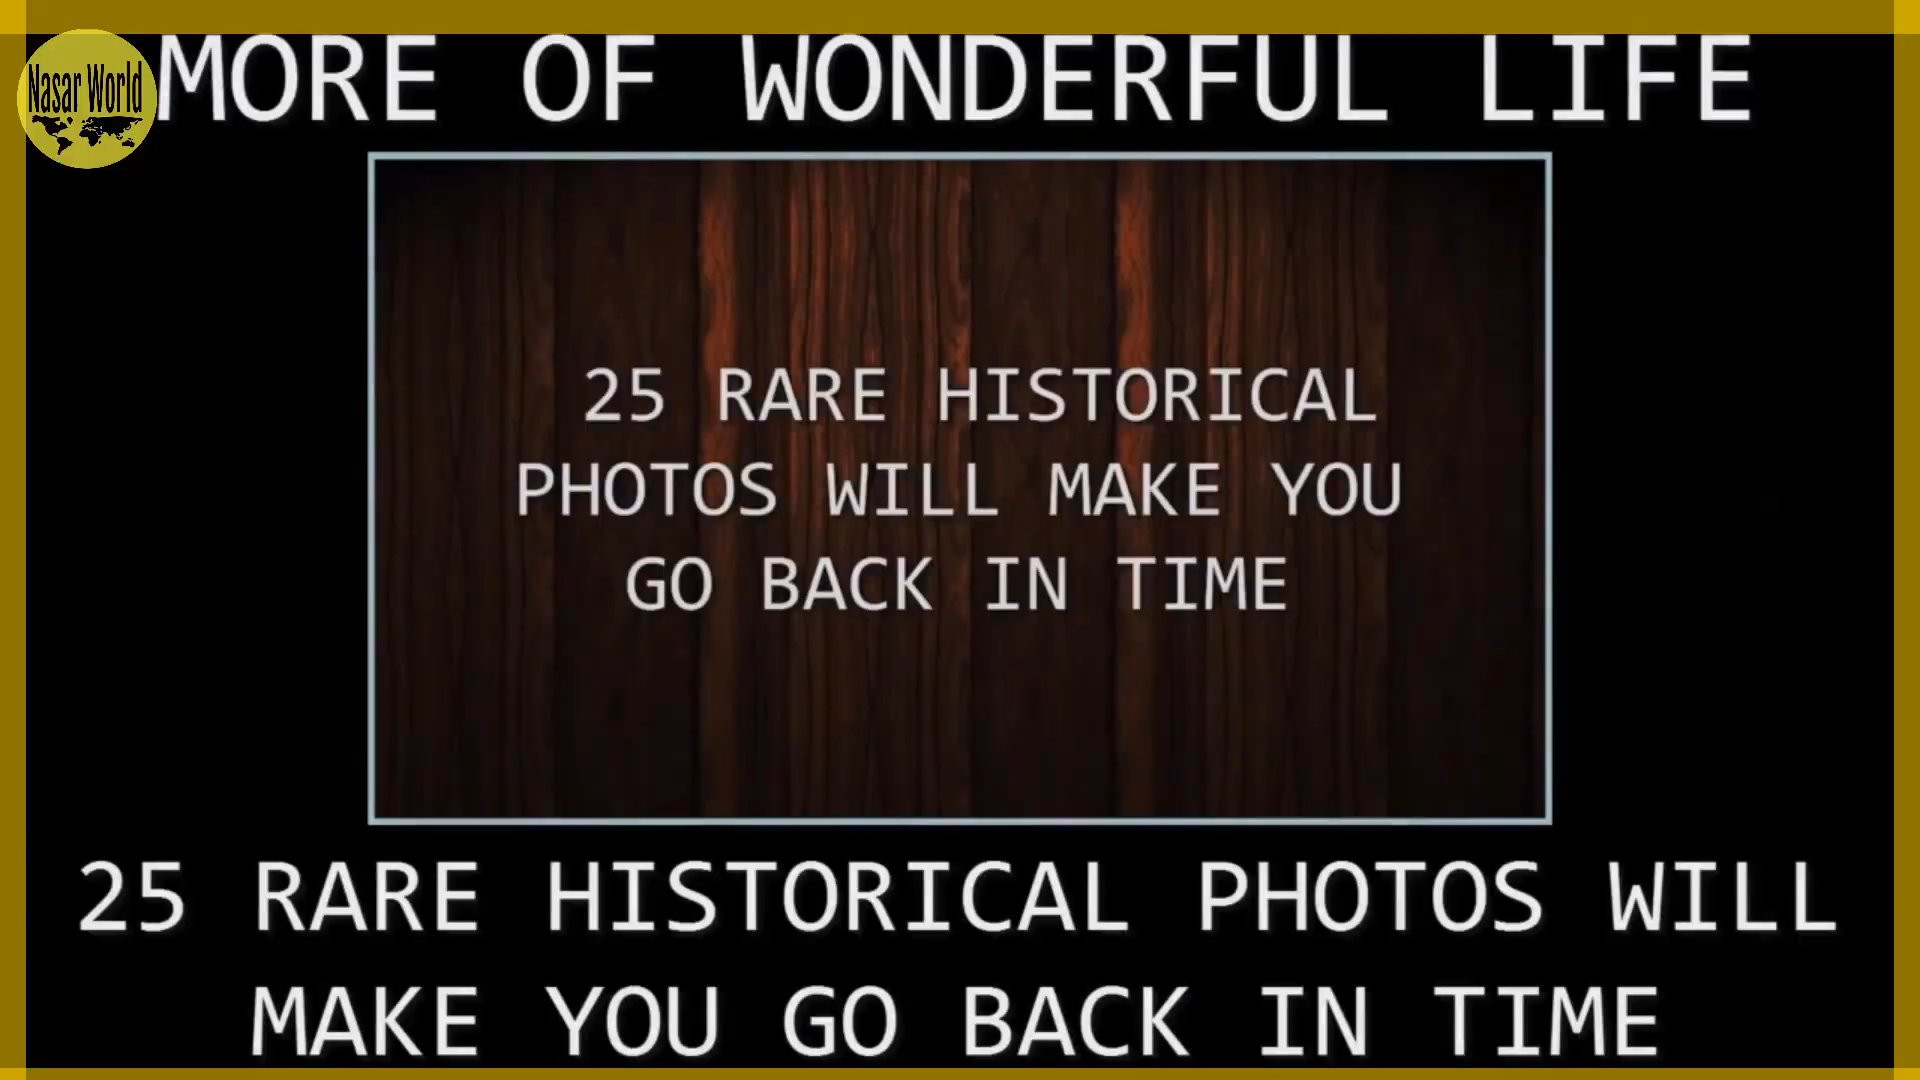 MORE OF WONDERFUL LIFE
Nasar World
25 RARE HISTORICAL
PHOTOS WILL MAKE YOU
GO BACK IN TIME
25 RARE HISTORICAL PHOTOS WILL
MAKE YOU GO BACK IN TIME